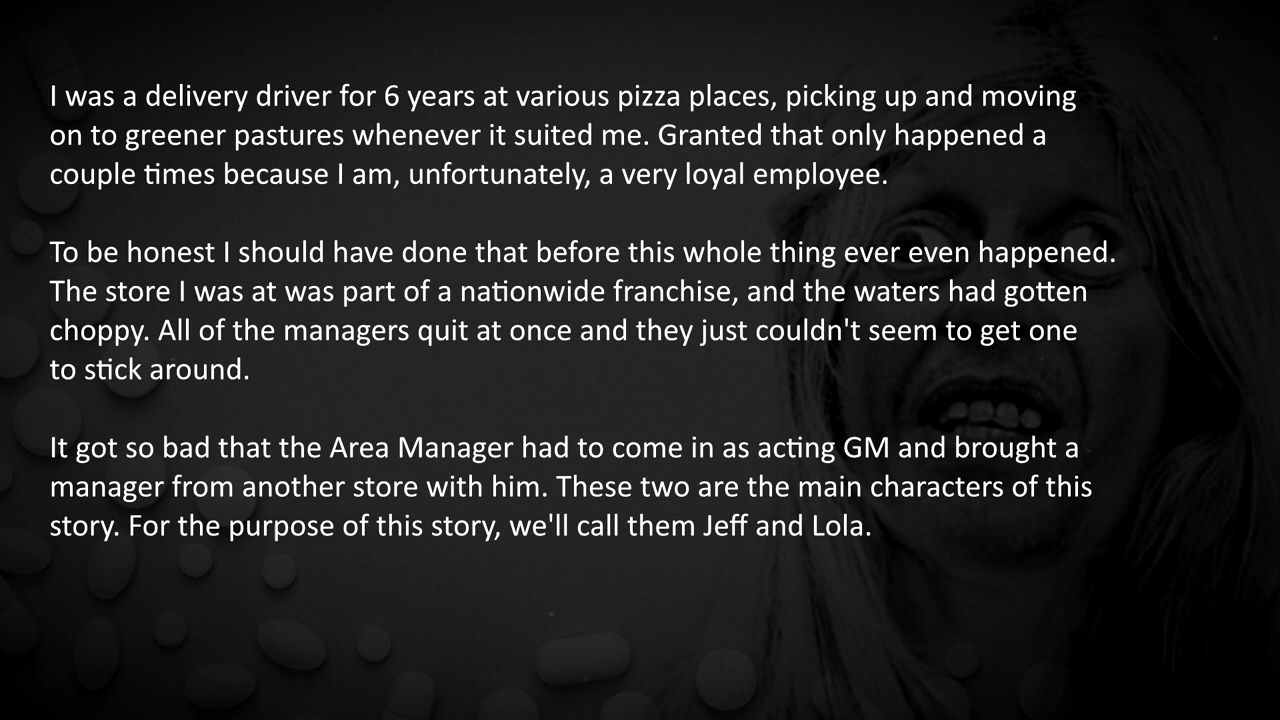 I was a delivery driver for 6 years at various pizza places, picking up and moving
on to greener pastures whenever it suited me. Granted that only happened a
couple times because I am, unfortunately, a very loyal employee.
To be honest I should have done that before this whole thing ever even happened.
The store I was at was part of a nationwide franchise, and the waters had gotten
choppy. All of the managers quit at once and they just couldn't seem to get one
to stick around.
It got so bad that the Area Manager had to come in as acting GM and brought a
manager from another store with him. These two are the main characters of this
story. For the purpose of this story, we'll call them Jeff and Lola.